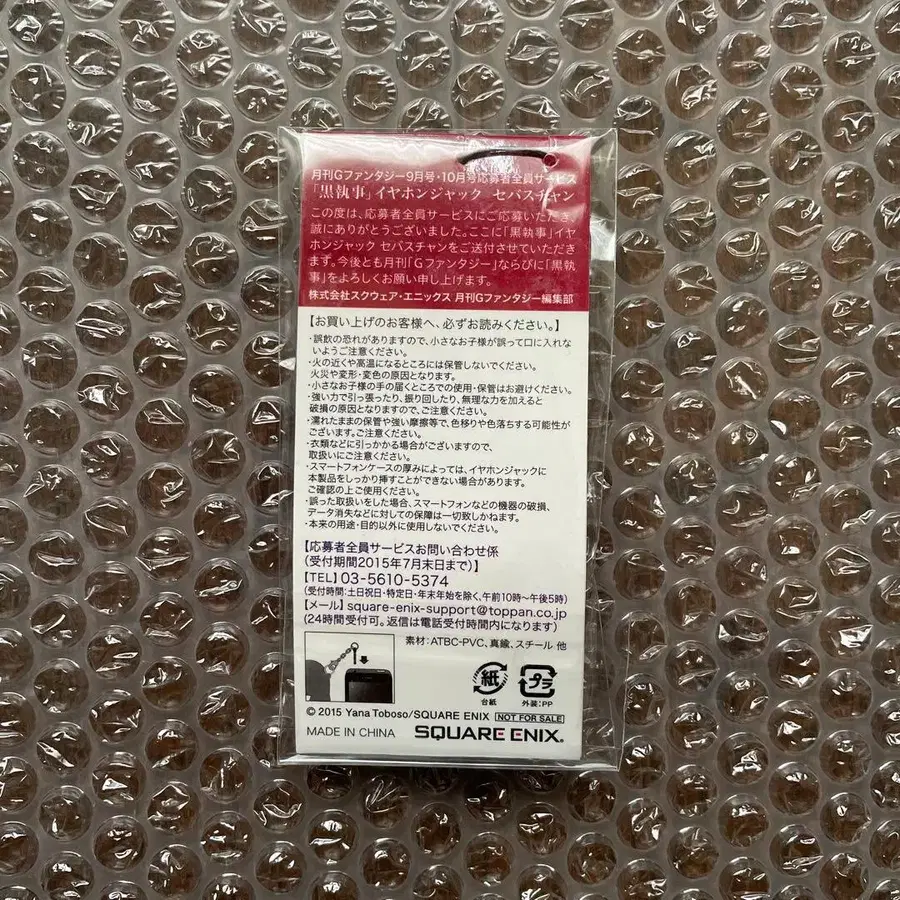 月刊Gファンタジー9月号・10月号応募者全員サービス
「黒執事」イヤホンジャック セバスチャン
この度は、応募者全員サービスにご応募いただき、
誠にありがとうございました。ここに「黒執事」イヤ
ホンジャック セバスチャンをご送付させていただき
ます。今後とも月刊「Gファンタジー」ならびに「黒執
事」をよろしくお願い申し上げます。
株式会社スクウェア・エニックス 月刊Gファンタジー編集部
【お買い上げのお客様へ、必ずお読みください。】
・誤飲の恐れがありますので、小さなお子様が誤って口に入れな
いようご注意ください。
・火の近くや高温になるところには保管しないでください。
火災や変形・変色の原因となります。
・小さなお子様の手の届くところでの使用・保管はお避けください。
・強い力で引っ張ったり、振り回したり、無理な力を加えると
破損の原因となりますので、ご注意ください。
・濡れたままの保管や強い摩擦等で、色移りや色落ちする可能性が
ございます。ご注意ください。
・衣類などに引っかかる場合がございますので、
取扱いにご注意ください。
・スマートフォンケースの厚みによっては、イヤホンジャックに
本製品をしっかり挿すことができない場合があります。
ご確認の上ご使用ください。
・誤った取扱いをした場合、スマートフォンなどの機器の破損、
データ消失などに対しての保障は一切致しかねます。
・本来の用途・目的以外に使用しないでください。
【応募者全員サービスお問い合わせ係
(受付期間2015年7月末日まで)】
【TEL】03-5610-5374
(受付時間:土日祝日・特定日・年末年始を除く、午前10時〜午後5時)
【メール】square-enix-support@toppan.co.jp
(24時間受付可。返信は電話受付時間内になります)
素材:ATBC-PVC、真鍮、スチール 他
紙
台紙
プラ
外装:PP
© 2015 Yana Toboso/SQUARE ENIX NOT FOR SALE
MADE IN CHINA SQUARE ENIX.